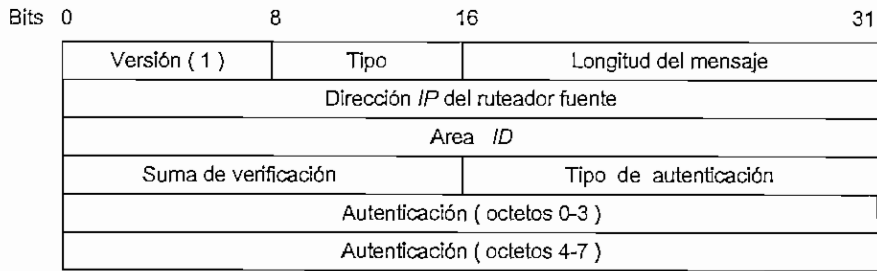 Bits 0 8 16 31
Versión ( 1 ) Tipo Longitud del mensaje
Dirección IP del ruteador fuente
Area ID
Suma de verificación Tipo de autenticación
Autenticación ( octetos 0-3 )
Autenticación ( octetos 4-7 )